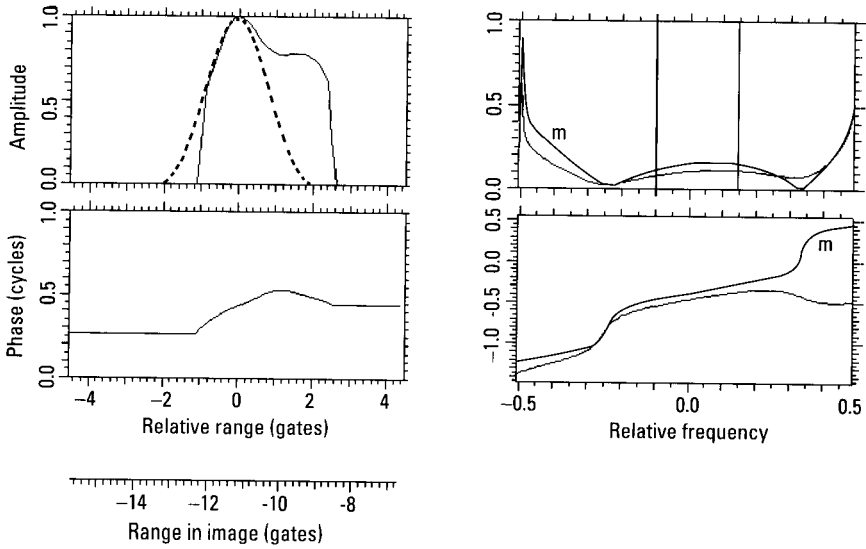 1.0
0.5
0.0
Amplitude
1.0
0.5
0.0
Phase (cycles)
−4 −2 0 2 4
Relative range (gates)
−14 −12 -10 -8
Range in image (gates)
1.0
0.5
0.0
m
0.5
0.0
−0.5
−1.0
m
−0.5 0.0 0.5
Relative frequency